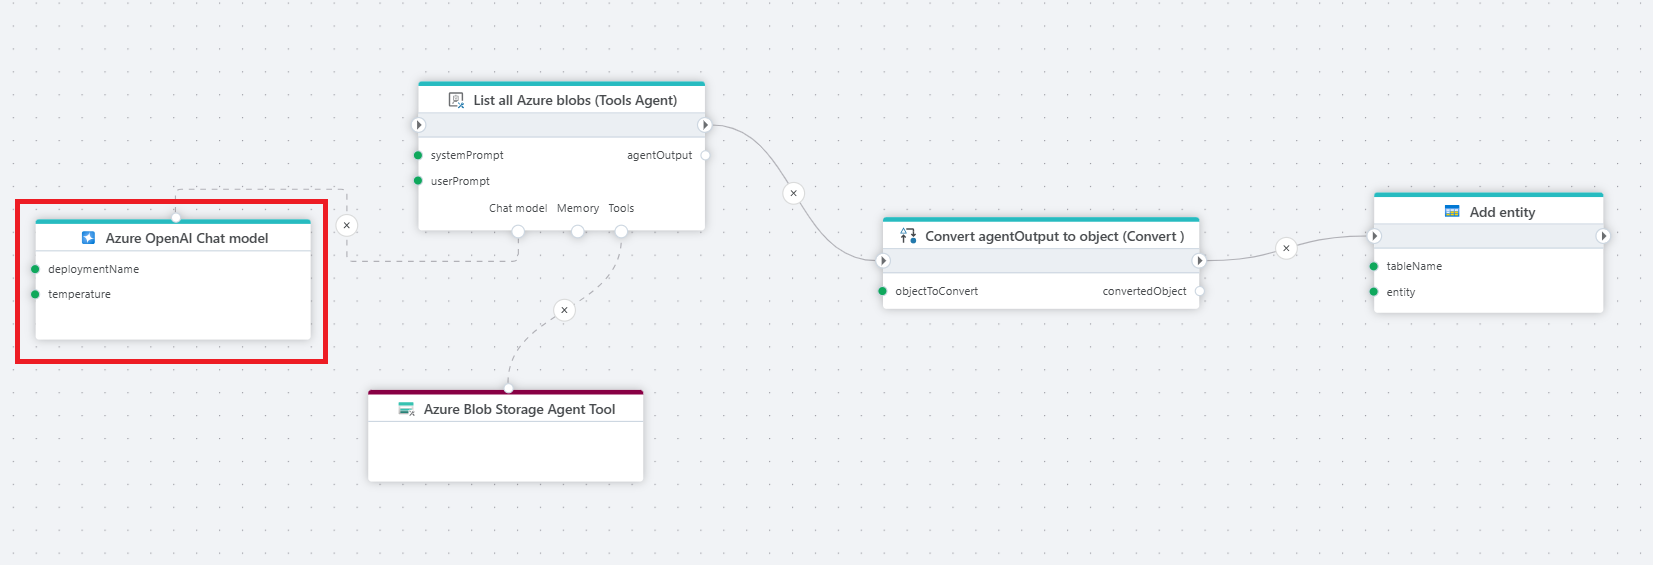 List all Azure blobs (Tools Agent)
systemPrompt
agentOutput
userPrompt
Chat model
Memory
Tools
Azure OpenAI Chat model
deploymentName
temperature
Azure Blob Storage Agent Tool
Convert agentOutput to object (Convert )
objectToConvert
convertedObject
Add entity
tableName
entity